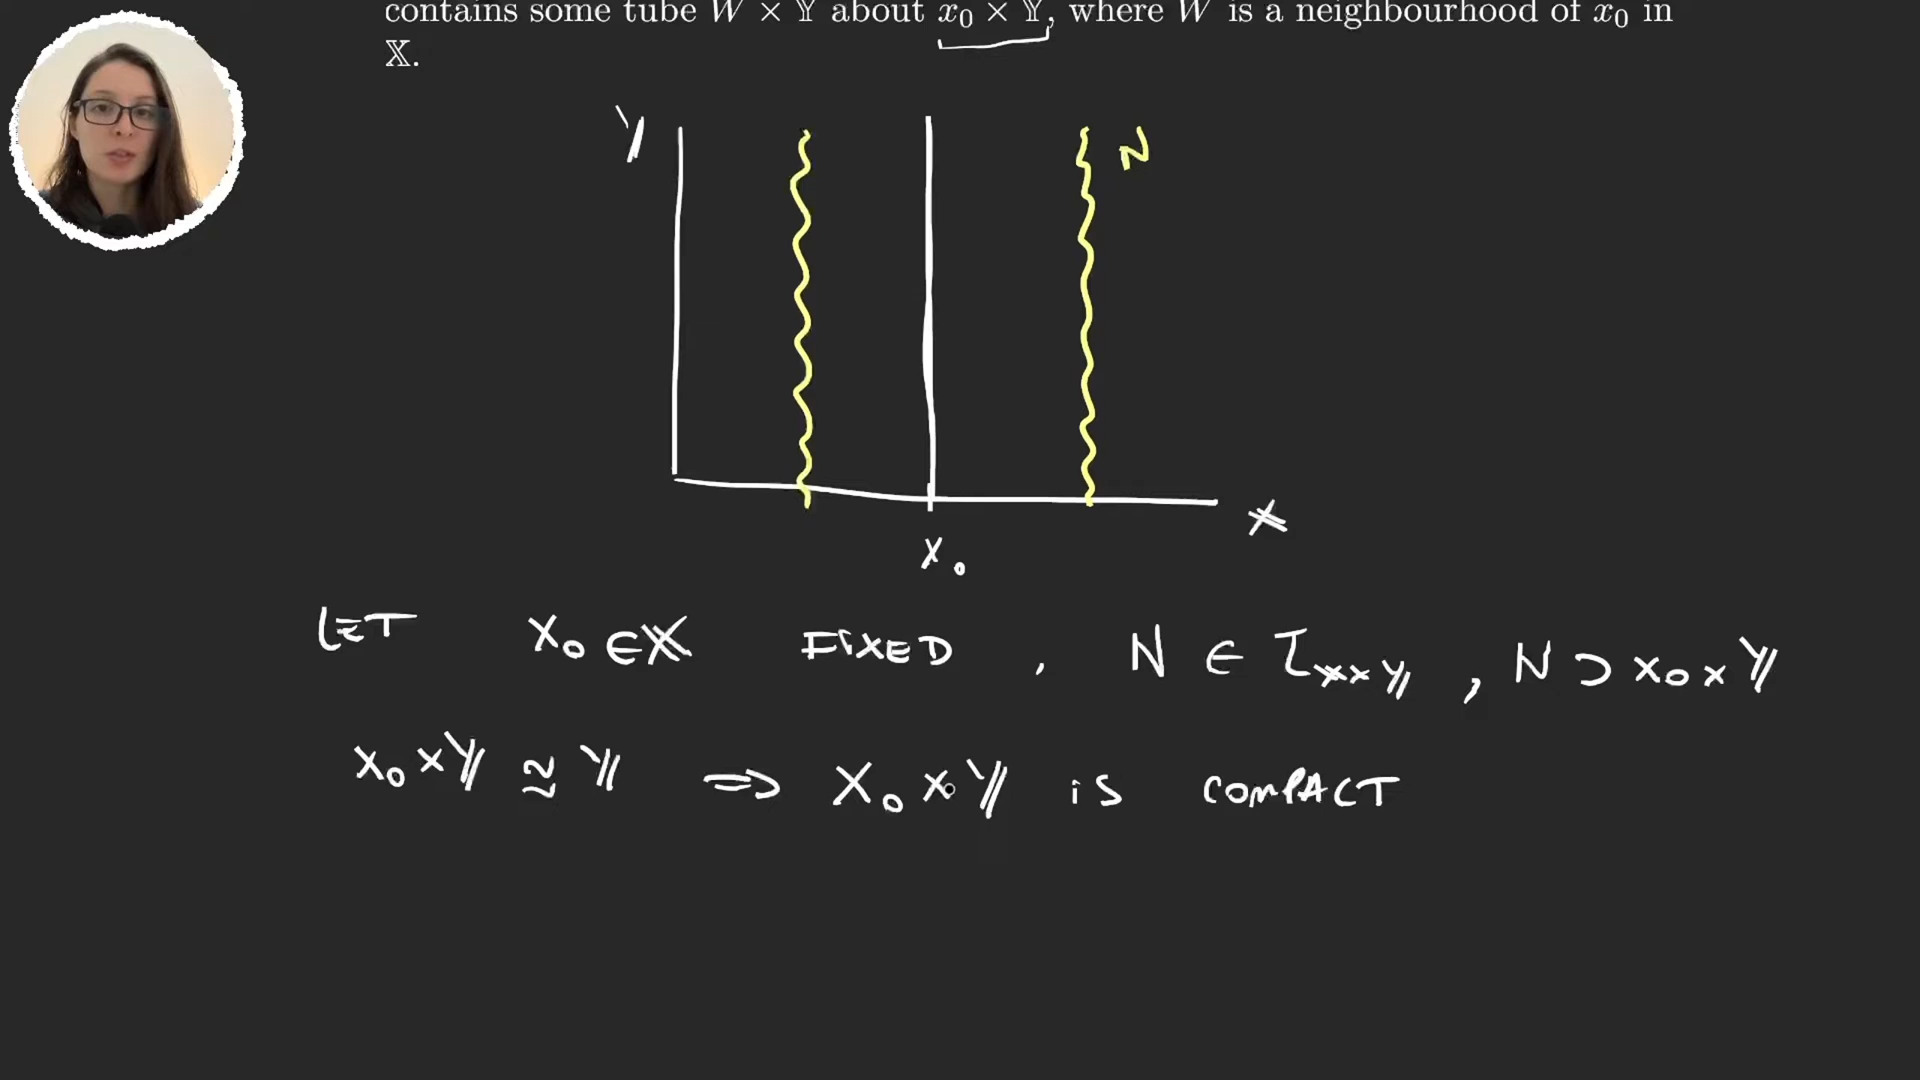 contains some tube W × 𝕐 about x₀ × 𝕐, where W is a neighbourhood of x₀ in
𝕏.
𝕐
N
𝕏
x₀
LET x₀ ∈ 𝕏 FIXED , N ∈ τ_{𝕏×𝕐} , N ⊃ x₀ × 𝕐
x₀ × 𝕐 ≅ 𝕐 ⇒ x₀ × 𝕐 iS COMPACT